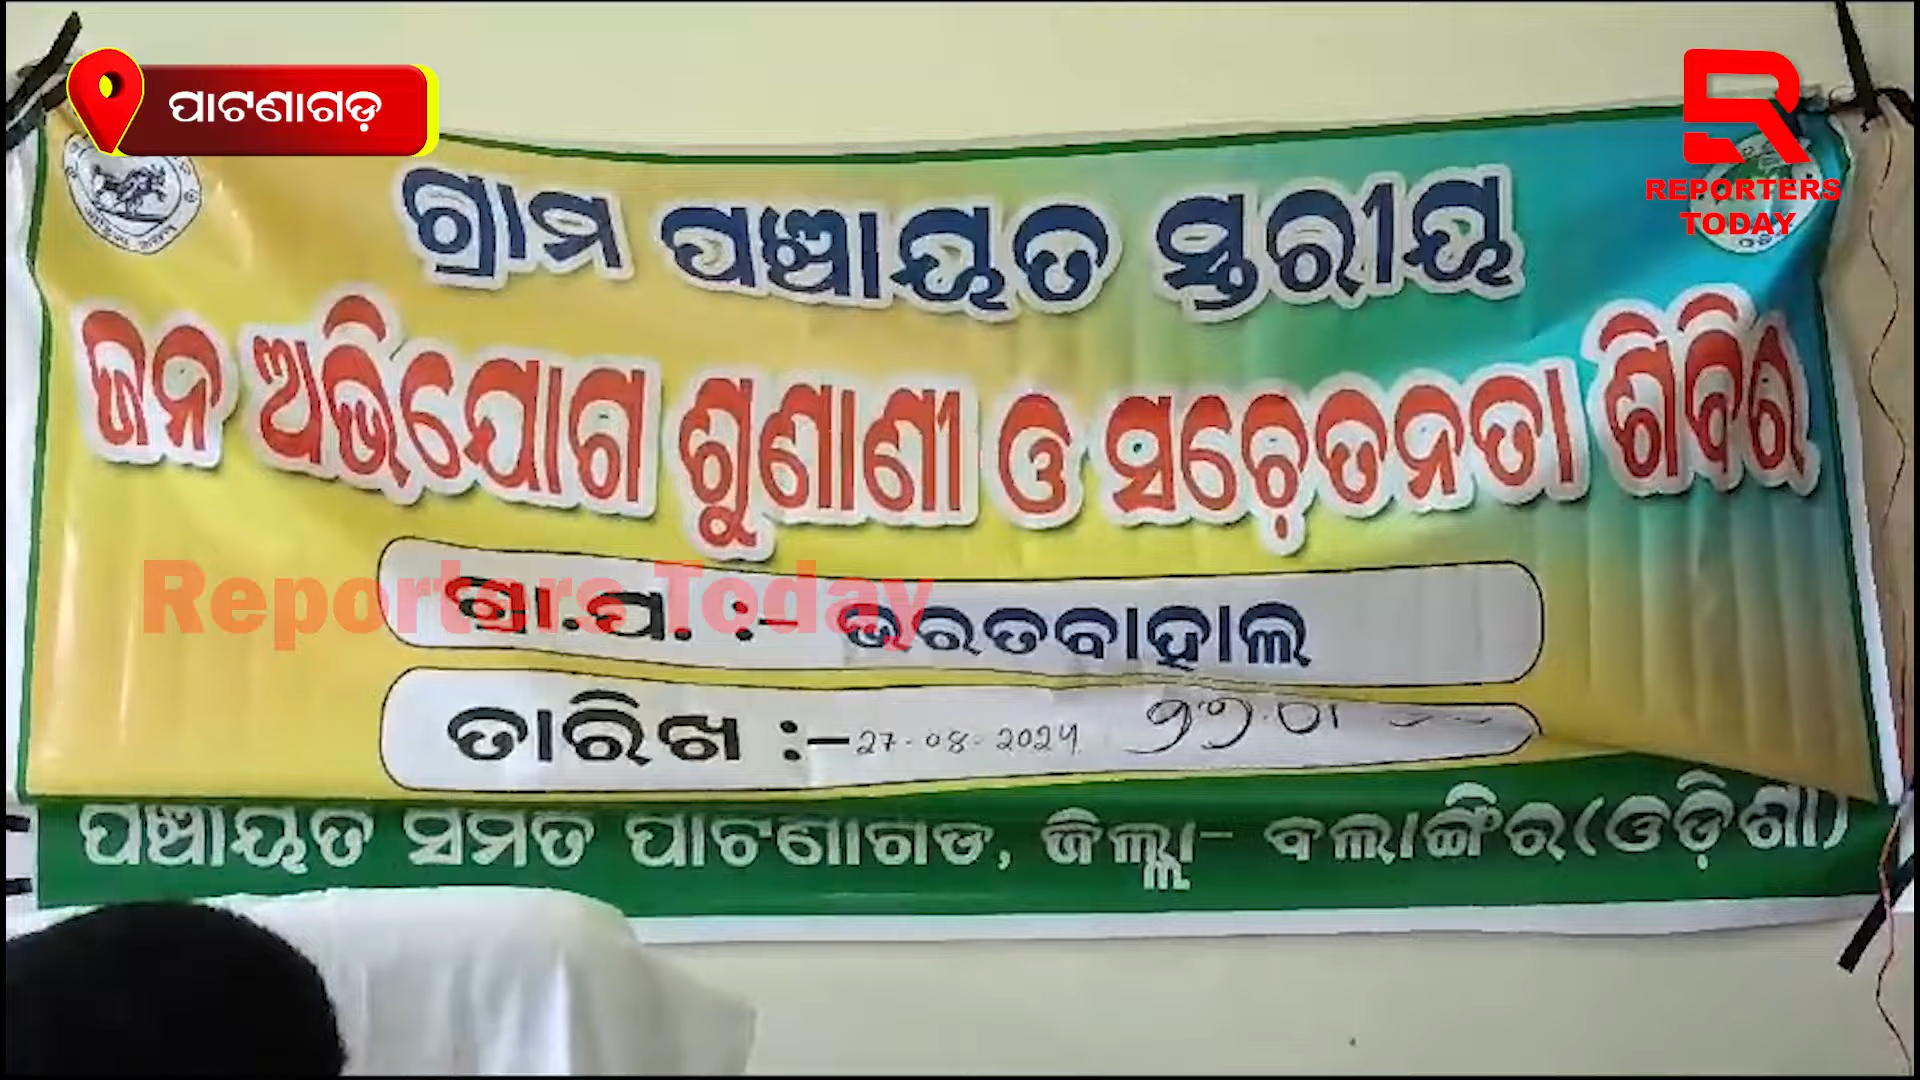 ପାଟଣାଗଡ଼
REPORTERS
TODAY
ଗ୍ରାମ ପଞ୍ଚାୟତ ସ୍ତରୀୟ
ଜନ ଅଭିଯୋଗ ଶୁଣାଣୀ ଓ ସଚ଼େତନତା ଶିବିର
ଗ୍ରା.ପ. :- ଭରତବାହାଲ
Reporters Today
ତାରିଖ :- 27-08-2024
ପଞ୍ଚାୟତ ସମିତି ପାଟଣାଗଡ, ଜିଲ୍ଲା- ବଲାଙ୍ଗିର(ଓଡ଼ିଶା)